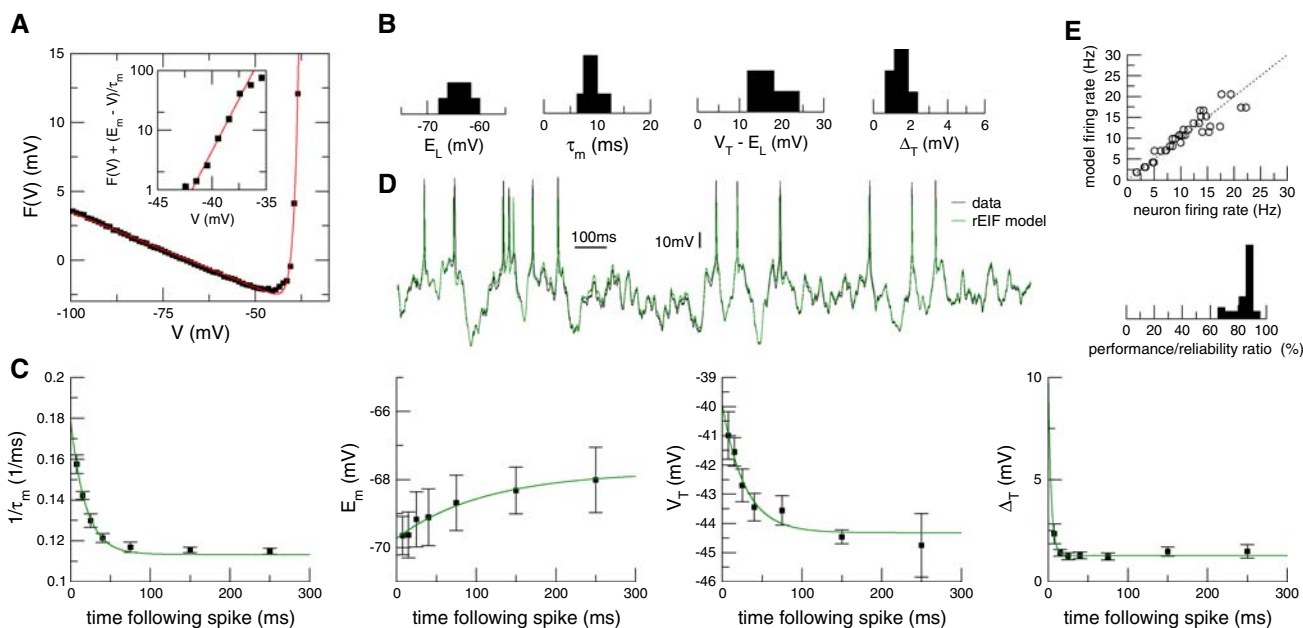 A
F(V) (mV)
15
10
5
0
-100
-75
-50
V (mV)
F(V) + (E_m - V)/τ_m
100
10
1
-45
-40
-35
V (mV)
B
-70
-60
E_L (mV)
0
10
20
τ_m (ms)
0
10
20
30
V_T - E_L (mV)
0
2
4
6
Δ_T (mV)
D
100ms
10mV
data
rEIF model
E
model firing rate (Hz)
30
25
20
15
10
5
0
0
5
10
15
20
25
30
neuron firing rate (Hz)
0
20
40
60
80
100
performance/reliability ratio (%)
C
1/τ_m (1/ms)
0.2
0.18
0.16
0.14
0.12
0.1
0
100
200
300
time following spike (ms)
E_m (mV)
-66
-68
-70
0
100
200
300
time following spike (ms)
V_T (mV)
-39
-40
-41
-42
-43
-44
-45
-46
0
100
200
300
time following spike (ms)
Δ_T (mV)
10
5
0
0
100
200
300
time following spike (ms)